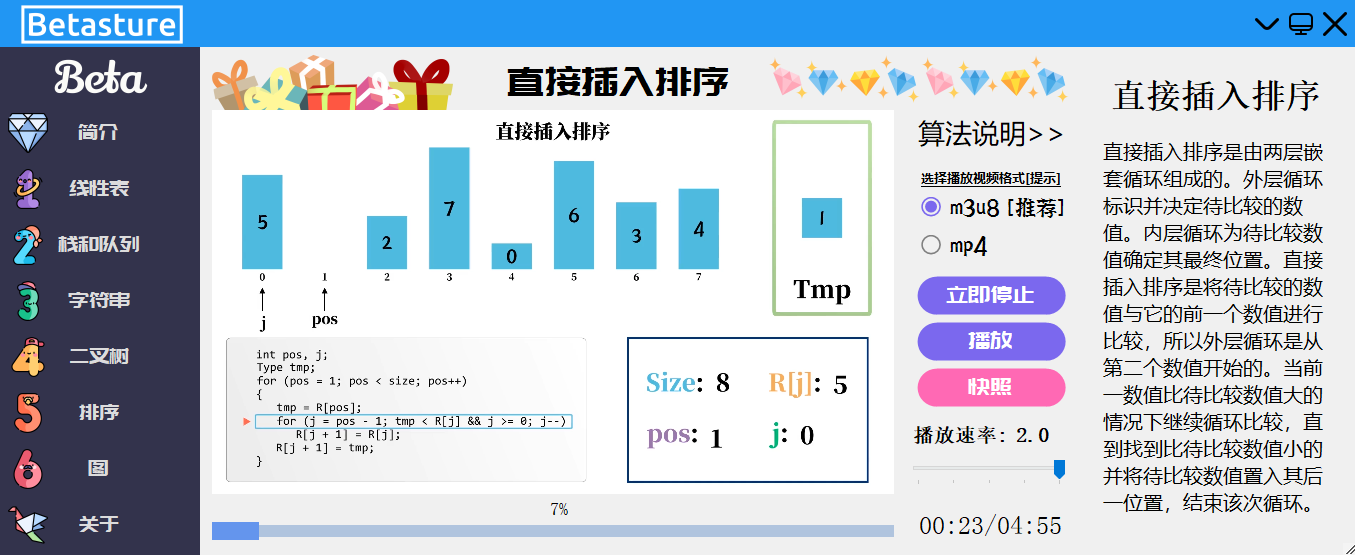 Betasture
Beta
简介
线性表
栈和队列
字符串
二叉树
排序
图
关于
直接插入排序
直接插入排序
5
2
7
0
6
3
4
0
1
2
3
4
5
6
7
j
pos
1
Tmp
int pos, j;
Type tmp;
for (pos = 1; pos < size; pos++)
{
tmp = R[pos];
for (j = pos - 1; tmp < R[j] && j >= 0; j--)
R[j + 1] = R[j];
R[j + 1] = tmp;
}
Size: 8 R[j]: 5
pos: 1 j: 0
7%
算法说明>>
选择播放视频格式[提示]
m3u8 [推荐]
mp4
立即停止
播放
快照
播放速率: 2.0
00:23/04:55
直接插入排序
直接插入排序是由两层嵌
套循环组成的。外层循环
标识并决定待比较的数
值。内层循环为待比较数
值确定其最终位置。直接
插入排序是将待比较的数
值与它的前一个数值进行
比较，所以外层循环是从
第二个数值开始的。当前
一数值比待比较数值大的
情况下继续循环比较，直
到找到比待比较数值小的
并将待比较数值置入其后
一位置，结束该次循环。